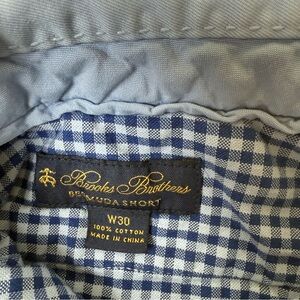 Brooks Brothers
BERMUDA SHORT
W30
100% COTTON
MADE IN CHINA